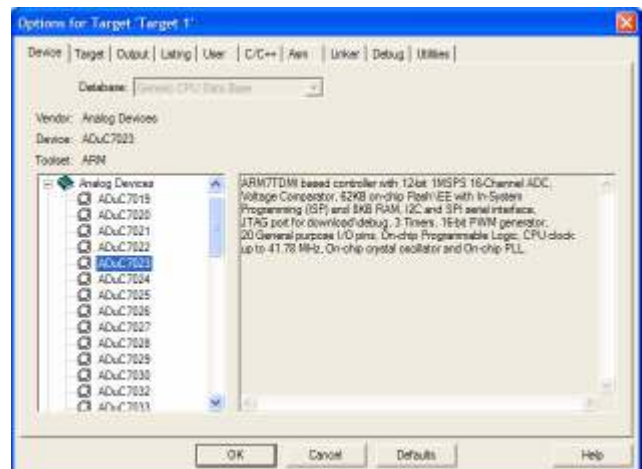 Options for Target 'Target 1'
Device | Target | Output | Listing | User | C/C++ | Asm | Linker | Debug | Utilities
Database: Generic CPU Data Base
Vendor: Analog Devices
Device: ADuC7023
Toolset: ARM
Analog Devices
ADuC7019
ADuC7020
ADuC7021
ADuC7022
ADuC7023
ADuC7024
ADuC7025
ADuC7026
ADuC7027
ADuC7028
ADuC7029
ADuC7030
ADuC7032
ADuC7033
ARM7TDMI based controller with 12-bit 1MSPS 16-Channel ADC,
Voltage Comparator, 62KB on-chip Flash/EE with In-System
Programming (ISP) and 8KB RAM, I2C and SPI serial interface,
JTAG port for download/debug, 3 Timers, 16-bit PWM generator,
20 General purpose I/O pins. On-chip Programmable Logic, CPU clock
up to 41.78 MHz, On-chip crystal oscillator and On-chip PLL
OK
Cancel
Defaults
Help